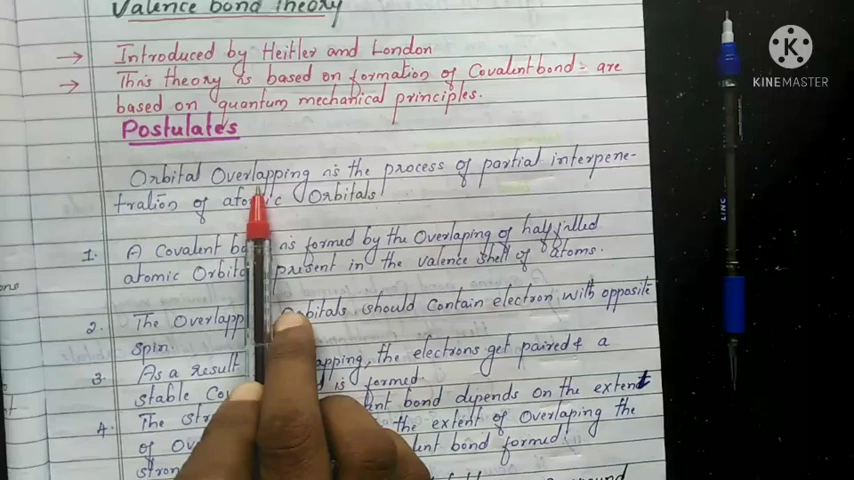 Valence bond theory
→ Introduced by Heitler and London
→ This theory is based on formation of Covalent bond - are
based on quantum mechanical principles.
Postulates
Orbital Overlapping is the process of partial interpene-
tration of atomic Orbitals
1. A Covalent is formed by the Overlaping of half filled
atomic present in the valence shell of atoms.
2. The Orbitals should contain electron with opposite
spin.
3. As a result the electrons get paired & a
stable is formed.
4. The bond depends on the extent
of the extent of Overlaping the
bond formed.
K
KINEMASTER
LINC